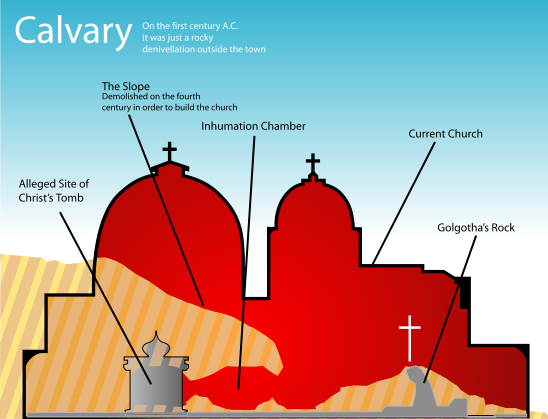 Calvary
On the first century A.C.
it was just a rocky
denivellation outside the town
The Slope
Demolished on the fourth
century in order to build the church
Inhumation Chamber
Current Church
Alleged Site of
Christ's Tomb
Golgotha's Rock